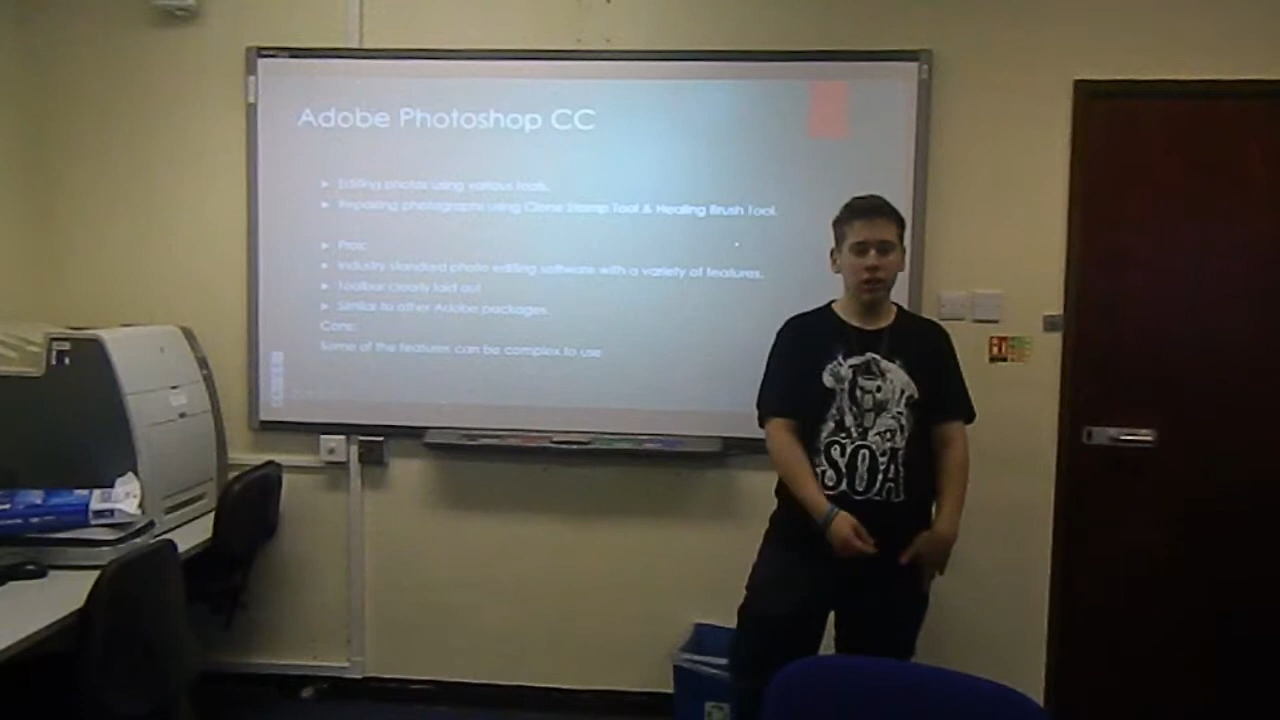 Adobe Photoshop CC
Editing photos using various tools.
Repairing photographs using Clone Stamp Tool & Healing Brush Tool.
Pros:
Industry standard photo editing software with a variety of features.
Toolbar clearly laid out
Similar to other Adobe packages.
Cons:
Some of the features can be complex to use
SOA